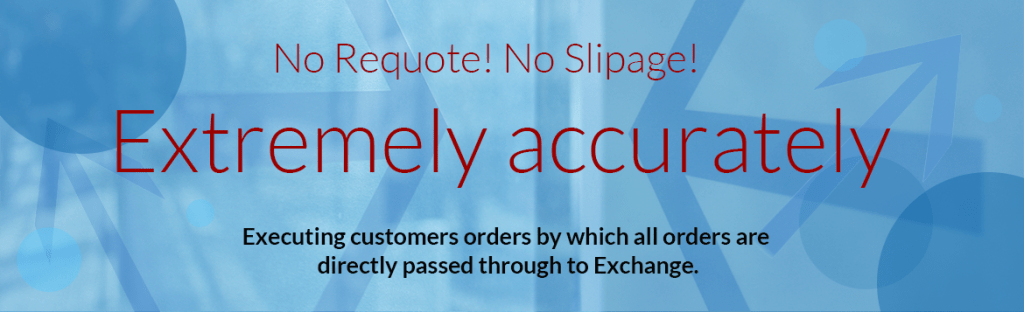 No Requote! No Slipage!
Extremely accurately
Executing customers orders by which all orders are
directly passed through to Exchange.